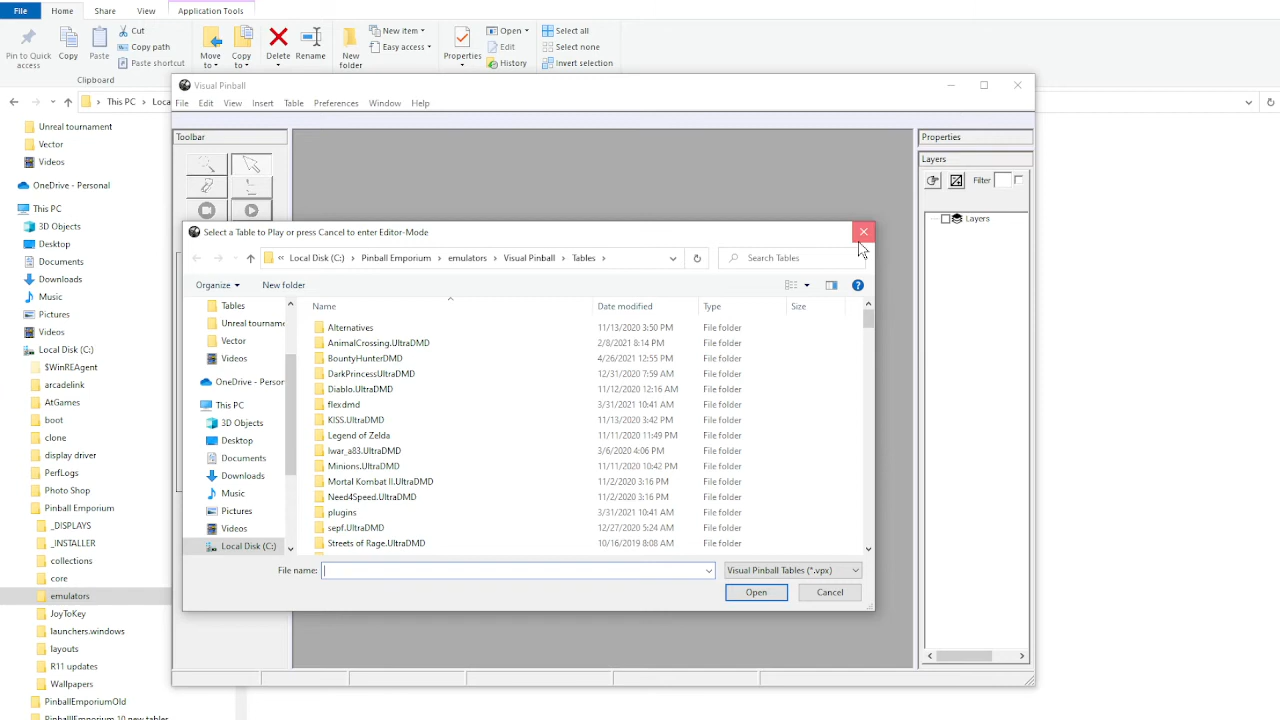 File Home Share View Application Tools
Pin to Quick access
Copy
Paste
Cut
Copy path
Paste shortcut
Clipboard
Move to
Copy to
Delete
Rename
New folder
New item
Easy access
Properties
Open
Edit
History
Select all
Select none
Invert selection
This PC
Unreal tournament
Vector
Videos
OneDrive - Personal
This PC
3D Objects
Desktop
Documents
Downloads
Music
Pictures
Videos
Local Disk (C:)
$WinREAgent
arcadelink
AtGames
boot
clone
display driver
PerfLogs
Photo Shop
Pinball Emporium
_DISPLAYS
_INSTALLER
collections
core
emulators
JoyToKey
launchers.windows
layouts
R11 updates
Wallpapers
PinballEmporiumOld
PinballEmporium 10 new tables
Visual Pinball
File Edit View Insert Table Preferences Window Help
Toolbar
Properties
Layers
Filter
Layers
Select a Table to Play or press Cancel to enter Editor-Mode
« Local Disk (C:) > Pinball Emporium > emulators > Visual Pinball > Tables >
Search Tables
Organize New folder
Tables
Unreal tourname
Vector
Videos
OneDrive - Person
This PC
3D Objects
Desktop
Documents
Downloads
Music
Pictures
Videos
Local Disk (C:)
Name Date modified Type Size
Alternatives 11/13/2020 3:50 PM File folder
AnimalCrossing.UltraDMD 2/8/2021 8:14 PM File folder
BountyHunterDMD 4/26/2021 12:55 PM File folder
DarkPrincessUltraDMD 12/31/2020 7:59 AM File folder
Diablo.UltraDMD 11/12/2020 12:16 AM File folder
flexdmd 3/31/2021 10:41 AM File folder
KISS.UltraDMD 11/13/2020 3:42 PM File folder
Legend of Zelda 11/11/2020 11:49 PM File folder
lwar_a83.UltraDMD 3/6/2020 4:06 PM File folder
Minions.UltraDMD 11/11/2020 10:42 PM File folder
Mortal Kombat II.UltraDMD 11/2/2020 3:16 PM File folder
Need4Speed.UltraDMD 11/2/2020 3:16 PM File folder
plugins 3/31/2021 10:41 AM File folder
sepf.UltraDMD 12/27/2020 5:24 AM File folder
Streets of Rage.UltraDMD 10/16/2019 8:08 AM File folder
File name:
Visual Pinball Tables (*.vpx)
Open Cancel